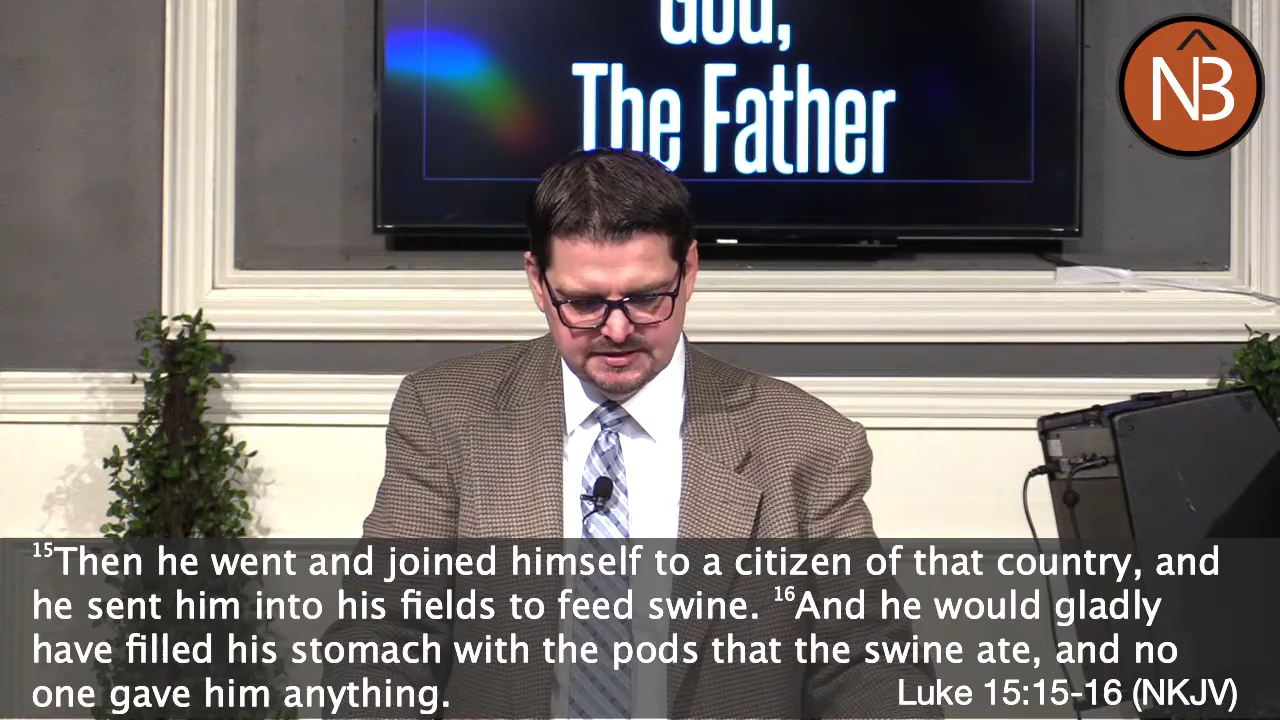 God,
The Father
NB
¹⁵Then he went and joined himself to a citizen of that country, and
he sent him into his fields to feed swine. ¹⁶And he would gladly
have filled his stomach with the pods that the swine ate, and no
one gave him anything.
Luke 15:15-16 (NKJV)